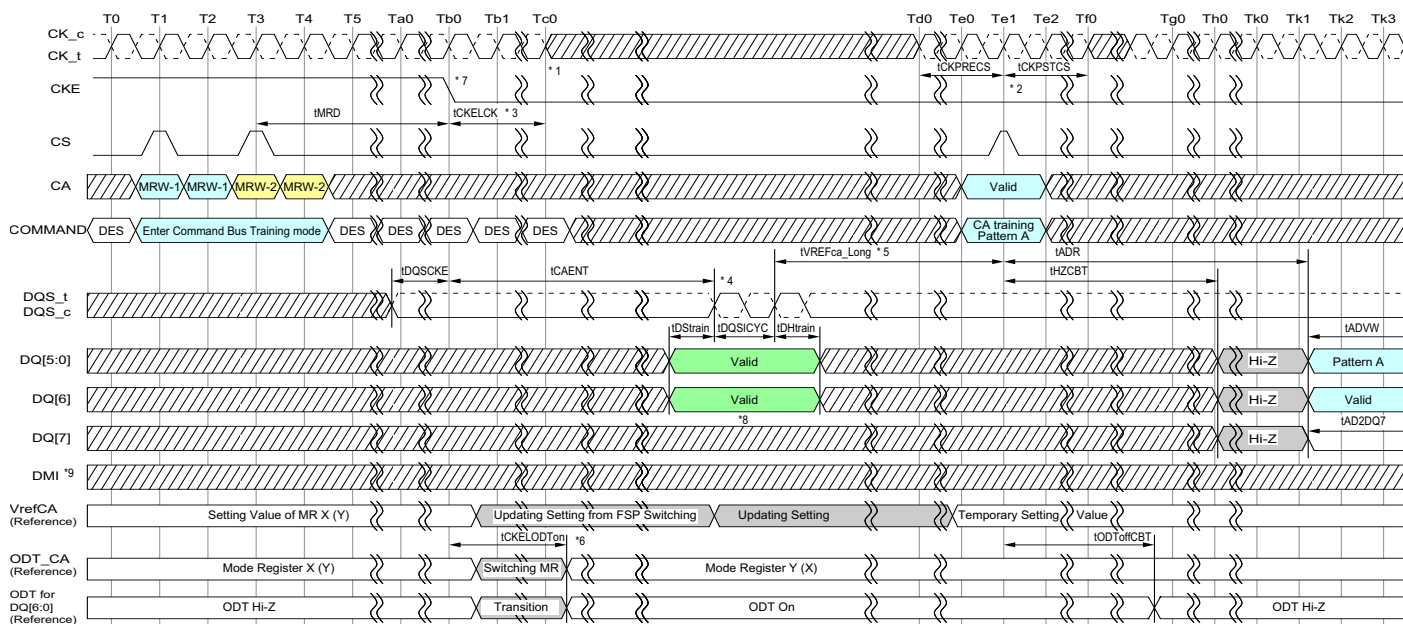 T0 T1 T2 T3 T4 T5 Ta0 Tb0 Tb1 Tc0 Td0 Te0 Te1 Te2 Tf0 Tg0 Th0 Tk0 Tk1 Tk2 Tk3
CK_c
CK_t
* 1
tCKPRECS tCKPSTCS
CKE
* 7
* 2
tMRD tCKELCK * 3
CS
CA MRW-1 MRW-1 MRW-2 MRW-2 Valid
COMMAND DES Enter Command Bus Training mode DES DES DES DES DES CA training
Pattern A
tVREFca_Long * 5 tADR
tDQSCKE tCAENT * 4 tHZCBT
DQS_t
DQS_c
tDStrain tDQSICYC tDHtrain tADVW
DQ[5:0] Valid Hi-Z Pattern A
DQ[6] Valid Hi-Z Valid
*8 tAD2DQ7
DQ[7] Hi-Z
DMI *9
VrefCA
(Reference)
Setting Value of MR X (Y) Updating Setting from FSP Switching Updating Setting Temporary Setting Value
tCKELODTon *6 tODToffCBT
ODT_CA
(Reference)
Mode Register X (Y) Switching MR Mode Register Y (X)
ODT for
DQ[6:0]
(Reference)
ODT Hi-Z Transition ODT On ODT Hi-Z